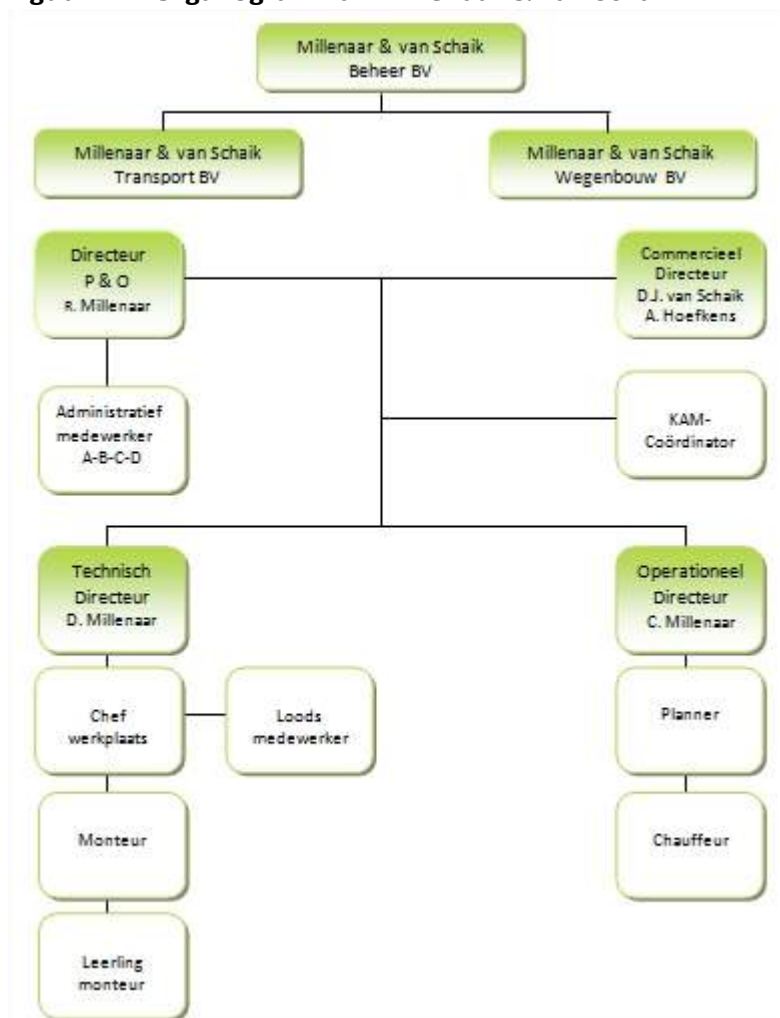 Millenaar & van Schaik
Beheer BV
Millenaar & van Schaik
Transport BV
Millenaar & van Schaik
Wegenbouw BV
Directeur
P & O
R. Millenaar
Commercieel
Directeur
D.J. van Schaik
A. Hoefkens
Administratief
medewerker
A-B-C-D
KAM-
Coördinator
Technisch
Directeur
D. Millenaar
Operationeel
Directeur
C. Millenaar
Chef
werkplaats
Loods
medewerker
Planner
Monteur
Chauffeur
Leerling
monteur